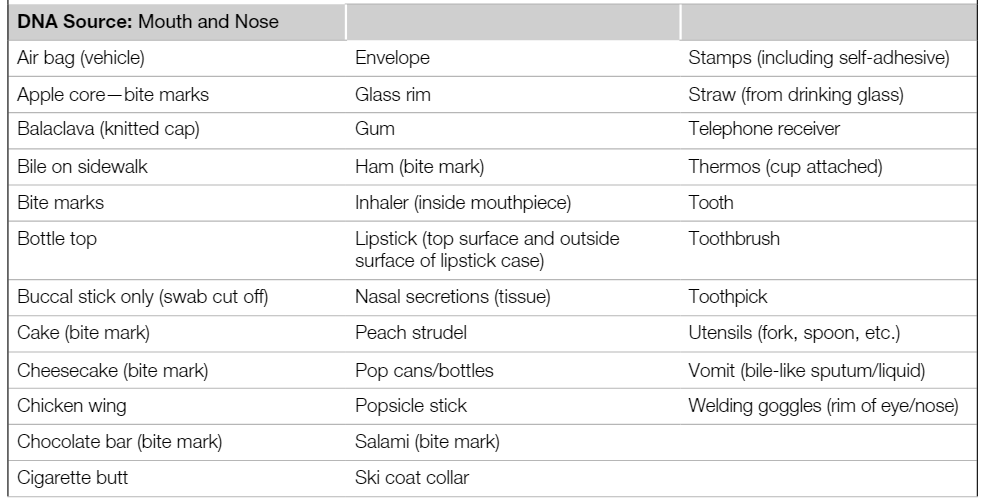 DNA Source: Mouth and Nose
Air bag (vehicle) Envelope Stamps (including self-adhesive)
Apple core—bite marks Glass rim Straw (from drinking glass)
Balaclava (knitted cap) Gum Telephone receiver
Bile on sidewalk Ham (bite mark) Thermos (cup attached)
Bite marks Inhaler (inside mouthpiece) Tooth
Bottle top Lipstick (top surface and outside Toothbrush
surface of lipstick case)
Buccal stick only (swab cut off) Nasal secretions (tissue) Toothpick
Cake (bite mark) Peach strudel Utensils (fork, spoon, etc.)
Cheesecake (bite mark) Pop cans/bottles Vomit (bile-like sputum/liquid)
Chicken wing Popsicle stick Welding goggles (rim of eye/nose)
Chocolate bar (bite mark) Salami (bite mark)
Cigarette butt Ski coat collar